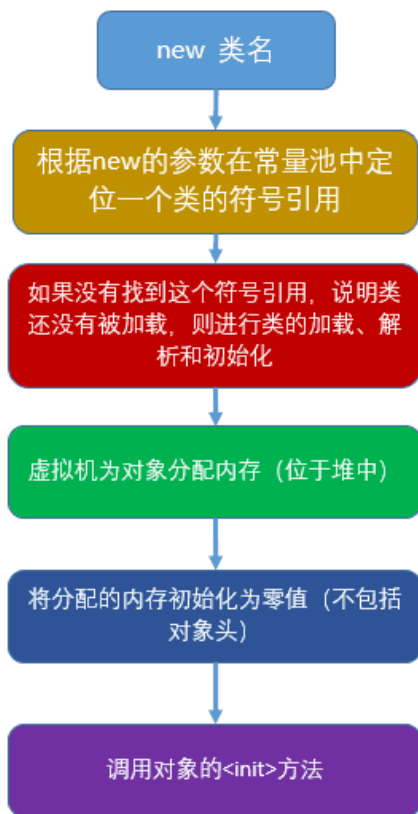 new 类名
根据new的参数在常量池中定
位一个类的符号引用
如果没有找到这个符号引用，说明类
还没有被加载，则进行类的加载、解
析和初始化
虚拟机为对象分配内存（位于堆中）
将分配的内存初始化为零值（不包括
对象头）
调用对象的<init>方法